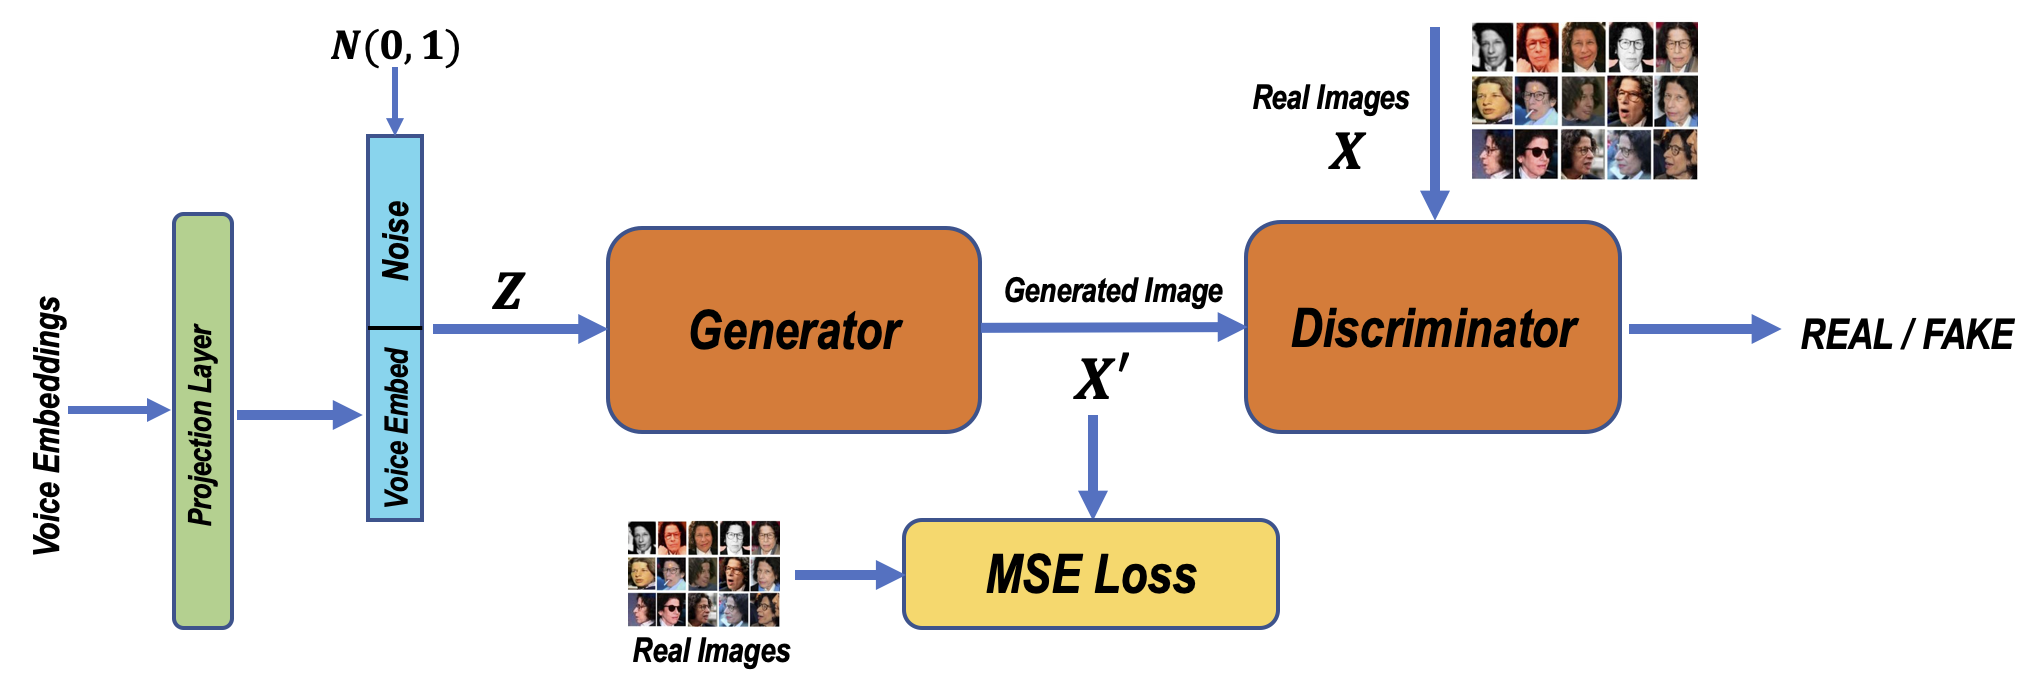 N(0, 1)
Real Images
X
Noise
Voice Embed
Voice Embeddings
Projection Layer
Z
Generator
Generated Image
X′
Discriminator
REAL / FAKE
MSE Loss
Real Images